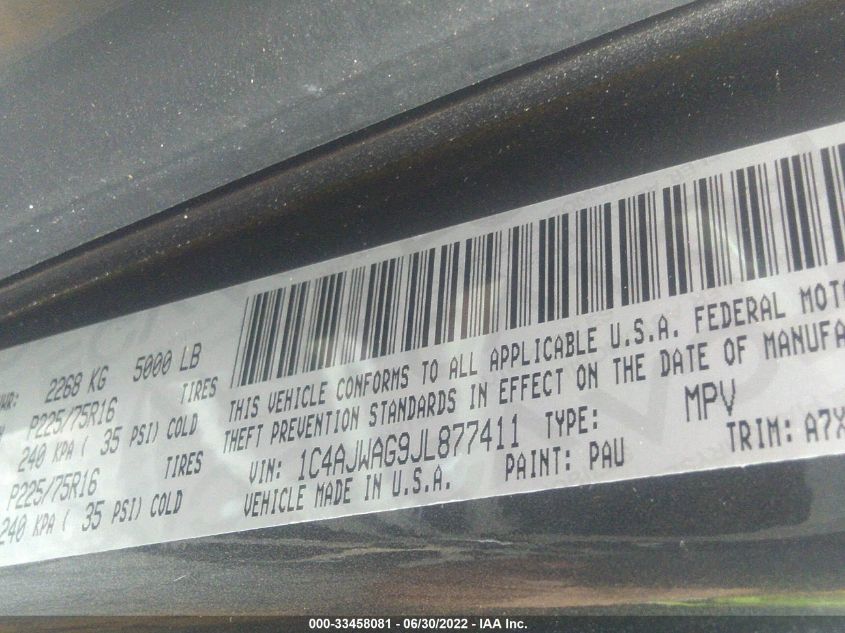 2268 KG 5000 LB
P225/75R16 TIRES
240 KPA ( 35 PSI) COLD
P225/75R16 TIRES
240 KPA ( 35 PSI) COLD
THIS VEHICLE CONFORMS TO ALL APPLICABLE U.S.A. FEDERAL
THEFT PREVENTION STANDARDS IN EFFECT ON THE DATE OF
VIN: 1C4AJWAG9JL877411 TYPE: MPV
VEHICLE MADE IN U.S.A. PAINT: PAU TRIM: A7X
000-33458081 - 06/30/2022 - IAA Inc.